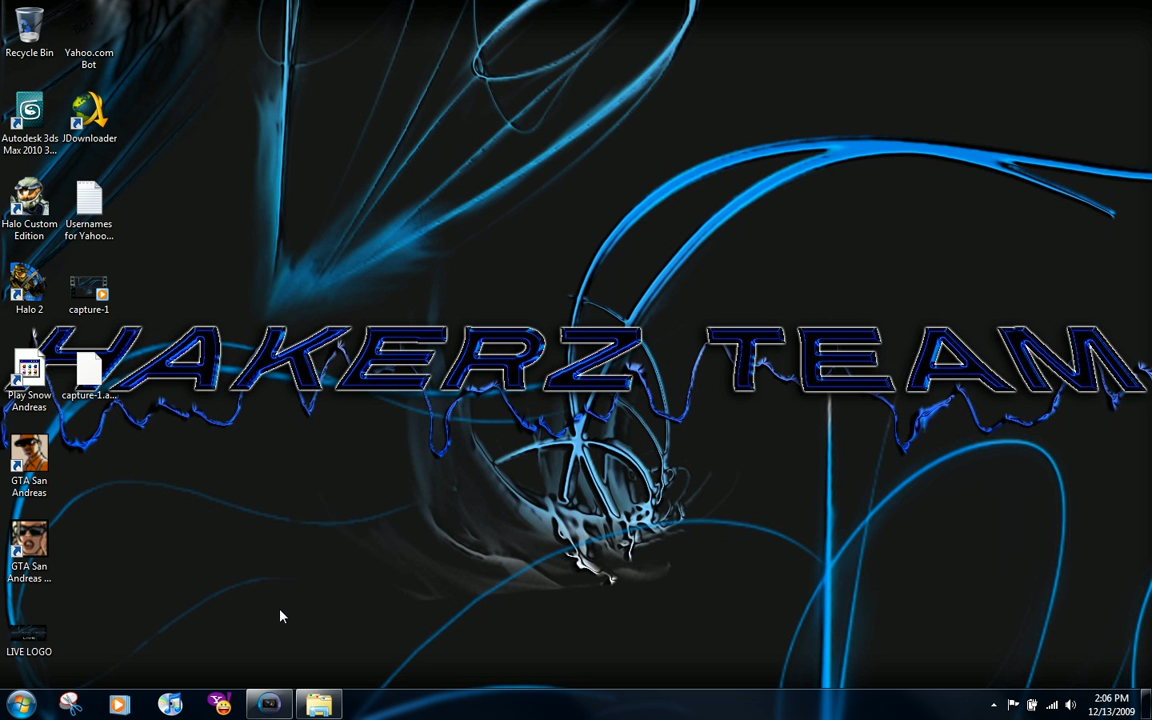 Recycle Bin
Yahoo.com
Bot
Autodesk 3ds
Max 2010 3...
JDownloader
Halo Custom
Edition
Usernames
for Yahoo...
Halo 2
capture-1
HAKERZ TEAM
Play Snow
Andreas
capture-1.a...
GTA San
Andreas
GTA San
Andreas ...
LIVE LOGO
2:06 PM
12/13/2009